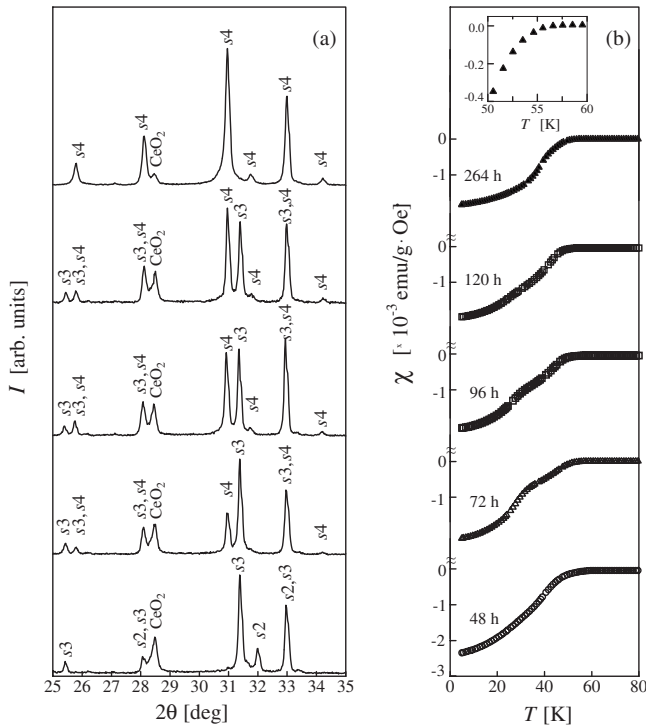 (a)
s4
s4
CeO2
s4
s4
s4
s4
s3
s3, s4
s3, s4
CeO2
s4
s3
s4
s3, s4
s4
s3
s3, s4
s3, s4
CeO2
s4
s3
s4
s3, s4
s4
s3
s3, s4
s3, s4
CeO2
s4
s3
s3, s4
s4
s3
s2, s3
CeO2
s3
s2
s2, s3
I [arb. units]
25 26 27 28 29 30 31 32 33 34 35
2θ [deg]
(b)
0.0
-0.2
-0.4
50 55 60
T [K]
0
264 h
-1
0
120 h
-1
0
96 h
-1
0
72 h
-1
0
48 h
-1
-2
-3
0 20 40 60 80
T [K]
χ [× 10⁻³ emu/g· Oe]